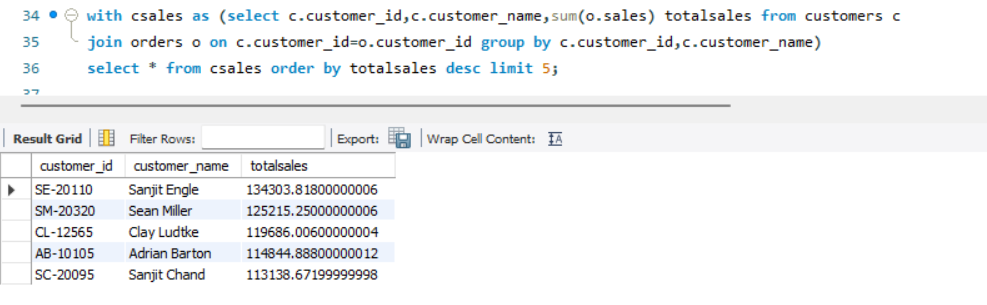 34 with csales as (select c.customer_id,c.customer_name,sum(o.sales) totalsales from customers c
35 join orders o on c.customer_id=o.customer_id group by c.customer_id,c.customer_name)
36 select * from csales order by totalsales desc limit 5;
37
Result Grid Filter Rows: Export: Wrap Cell Content: IA
customer_id customer_name totalsales
SE-20110 Sanjit Engle 134303.81800000006
SM-20320 Sean Miller 125215.25000000006
CL-12565 Clay Ludtke 119686.00600000004
AB-10105 Adrian Barton 114844.88800000012
SC-20095 Sanjit Chand 113138.67199999998